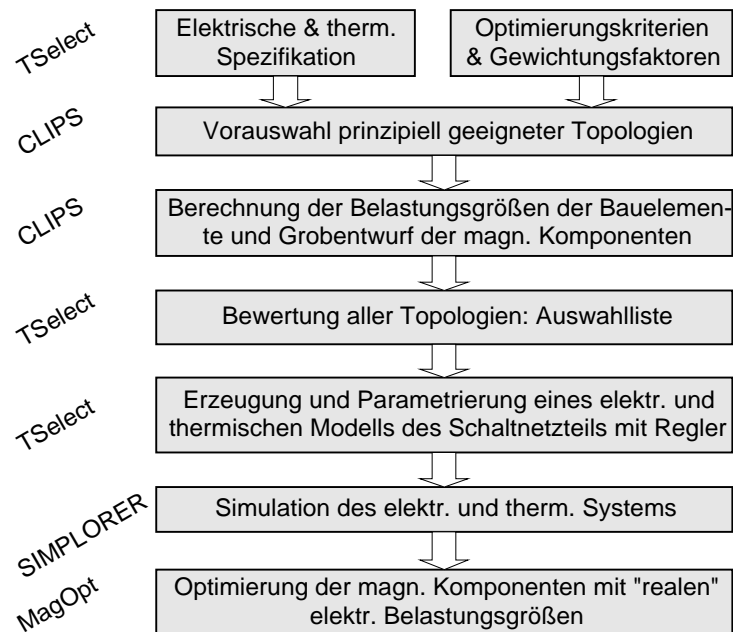 TSelect
Elektrische & therm.
Spezifikation
Optimierungskriterien
& Gewichtungsfaktoren
CLIPS
Vorauswahl prinzipiell geeigneter Topologien
CLIPS
Berechnung der Belastungsgrößen der Bauelemen-
te und Grobentwurf der magn. Komponenten
TSelect
Bewertung aller Topologien: Auswahlliste
TSelect
Erzeugung und Parametrierung eines elektr. und
thermischen Modells des Schaltnetzteils mit Regler
SIMPLORER
Simulation des elektr. und therm. Systems
MagOpt
Optimierung der magn. Komponenten mit "realen"
elektr. Belastungsgrößen